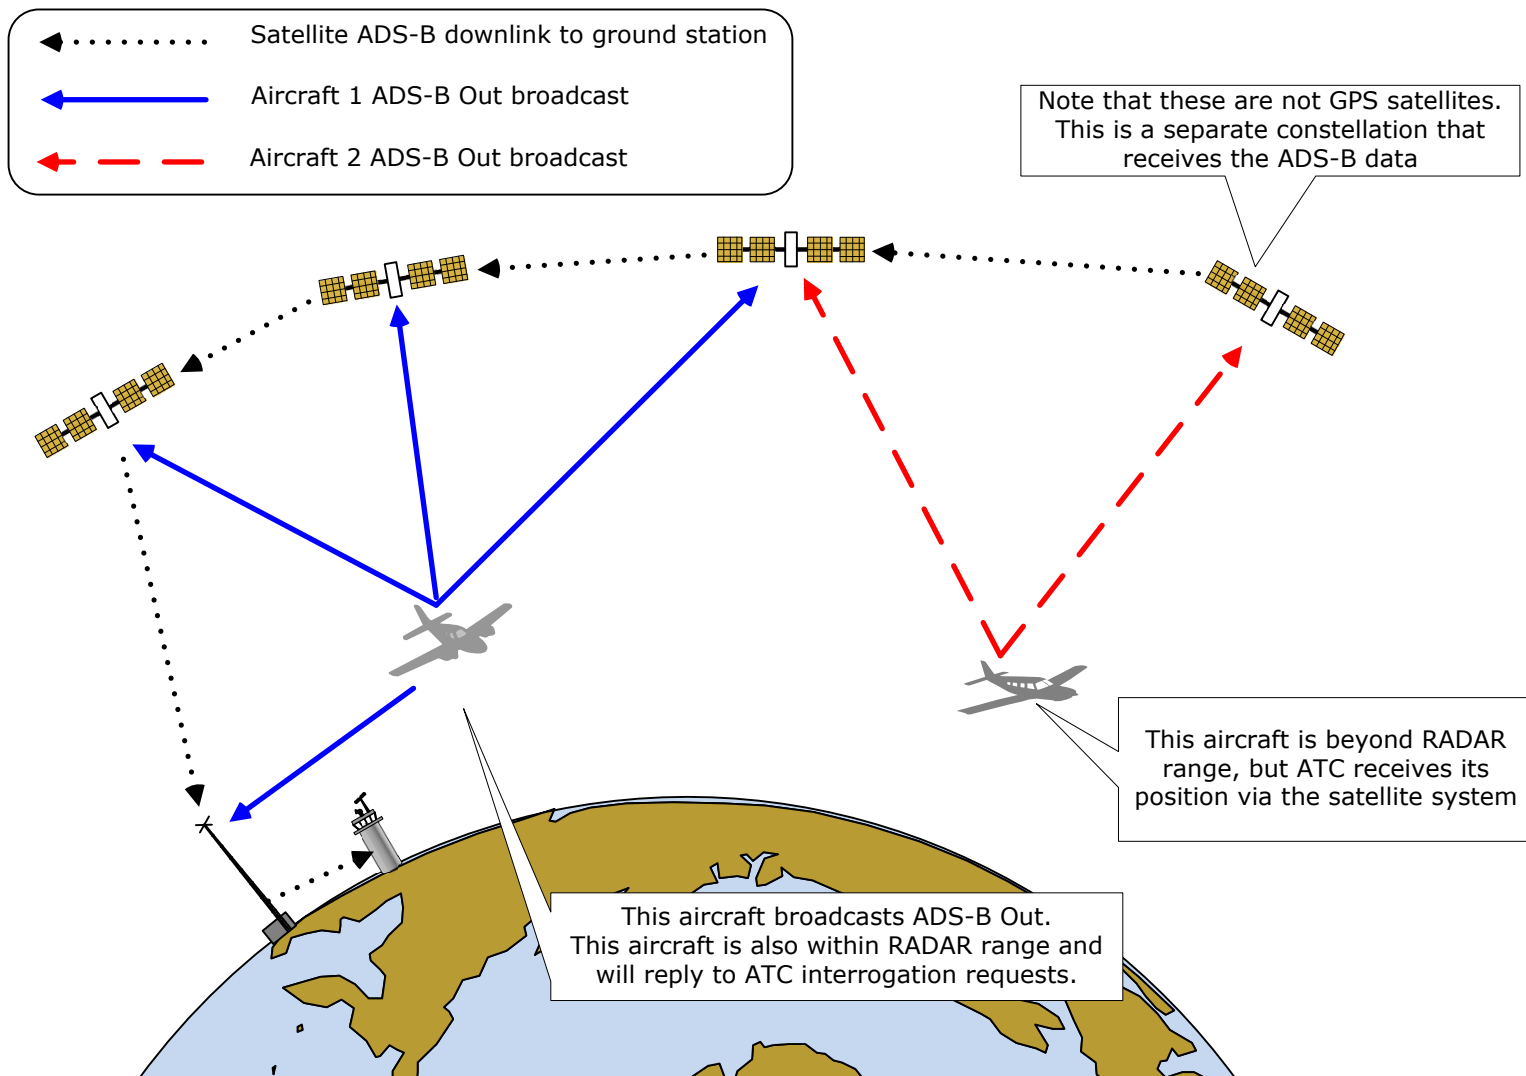 Satellite ADS-B downlink to ground station
Aircraft 1 ADS-B Out broadcast
Aircraft 2 ADS-B Out broadcast
Note that these are not GPS satellites.
This is a separate constellation that
receives the ADS-B data
This aircraft is beyond RADAR
range, but ATC receives its
position via the satellite system
This aircraft broadcasts ADS-B Out.
This aircraft is also within RADAR range and
will reply to ATC interrogation requests.